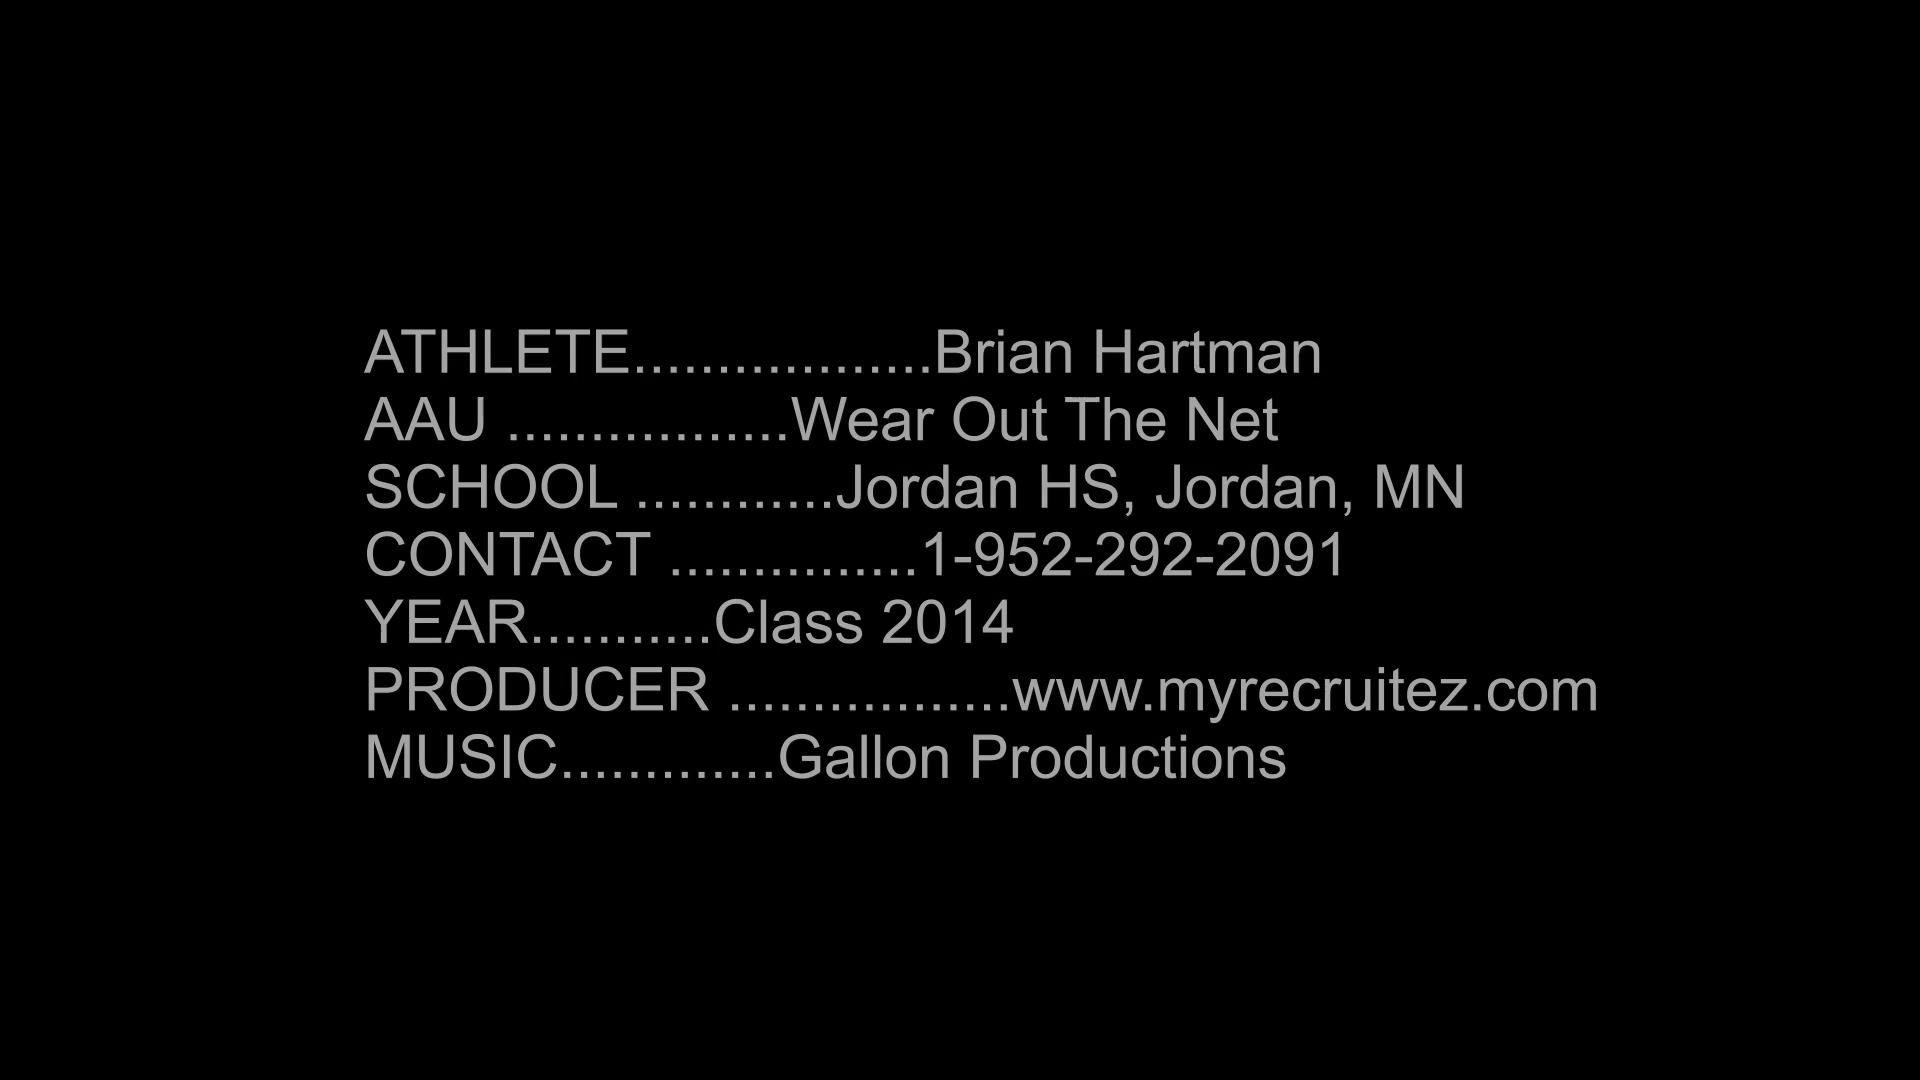 ATHLETE..................Brian Hartman
AAU .................Wear Out The Net
SCHOOL ............Jordan HS, Jordan, MN
CONTACT ...............1-952-292-2091
YEAR...........Class 2014
PRODUCER .................www.myrecruitez.com
MUSIC.............Gallon Productions